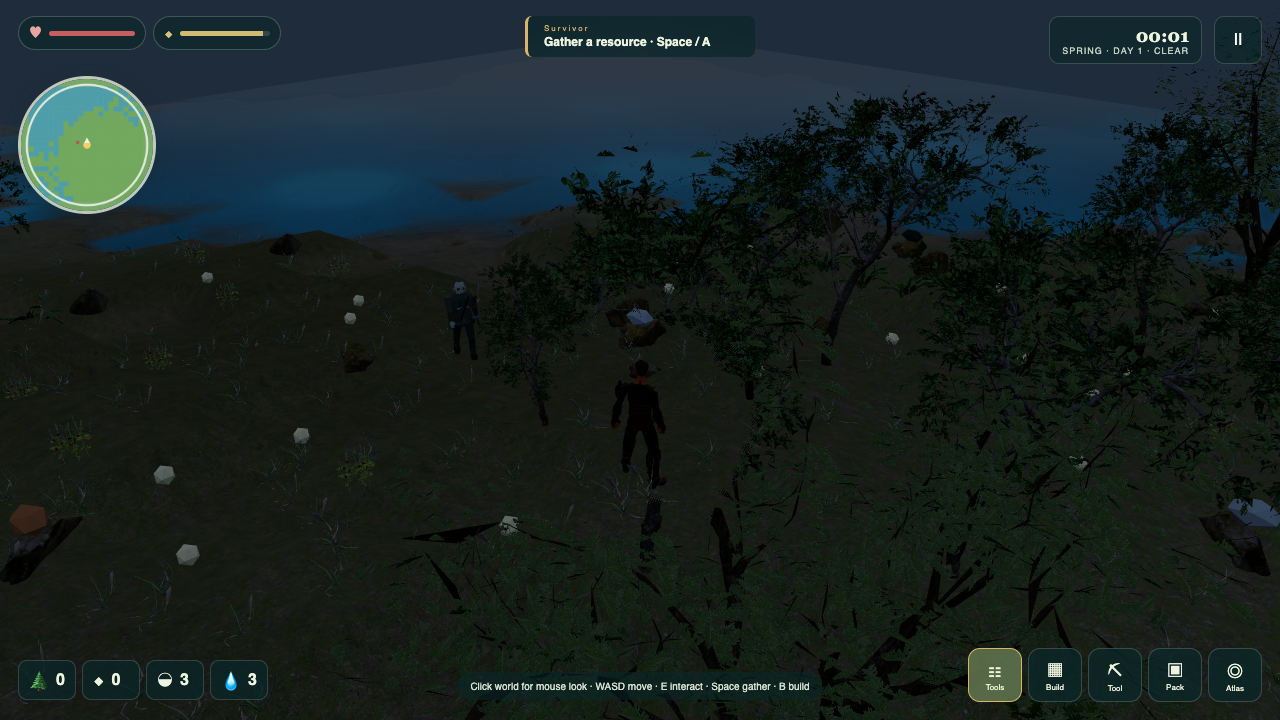 Survivor
Gather a resource · Space / A
00:01
SPRING · DAY 1 · CLEAR
0
0
3
3
Click world for mouse look · WASD move · E interact · Space gather · B build
Tools
Build
Tool
Pack
Atlas